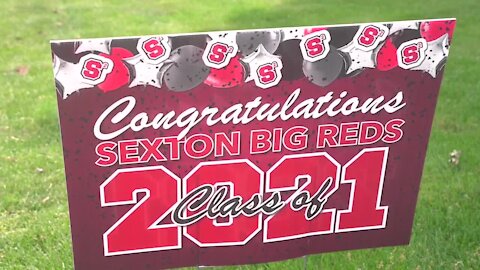 S S S S S S
Congratulations
SEXTON BIG REDS
Class of
2021